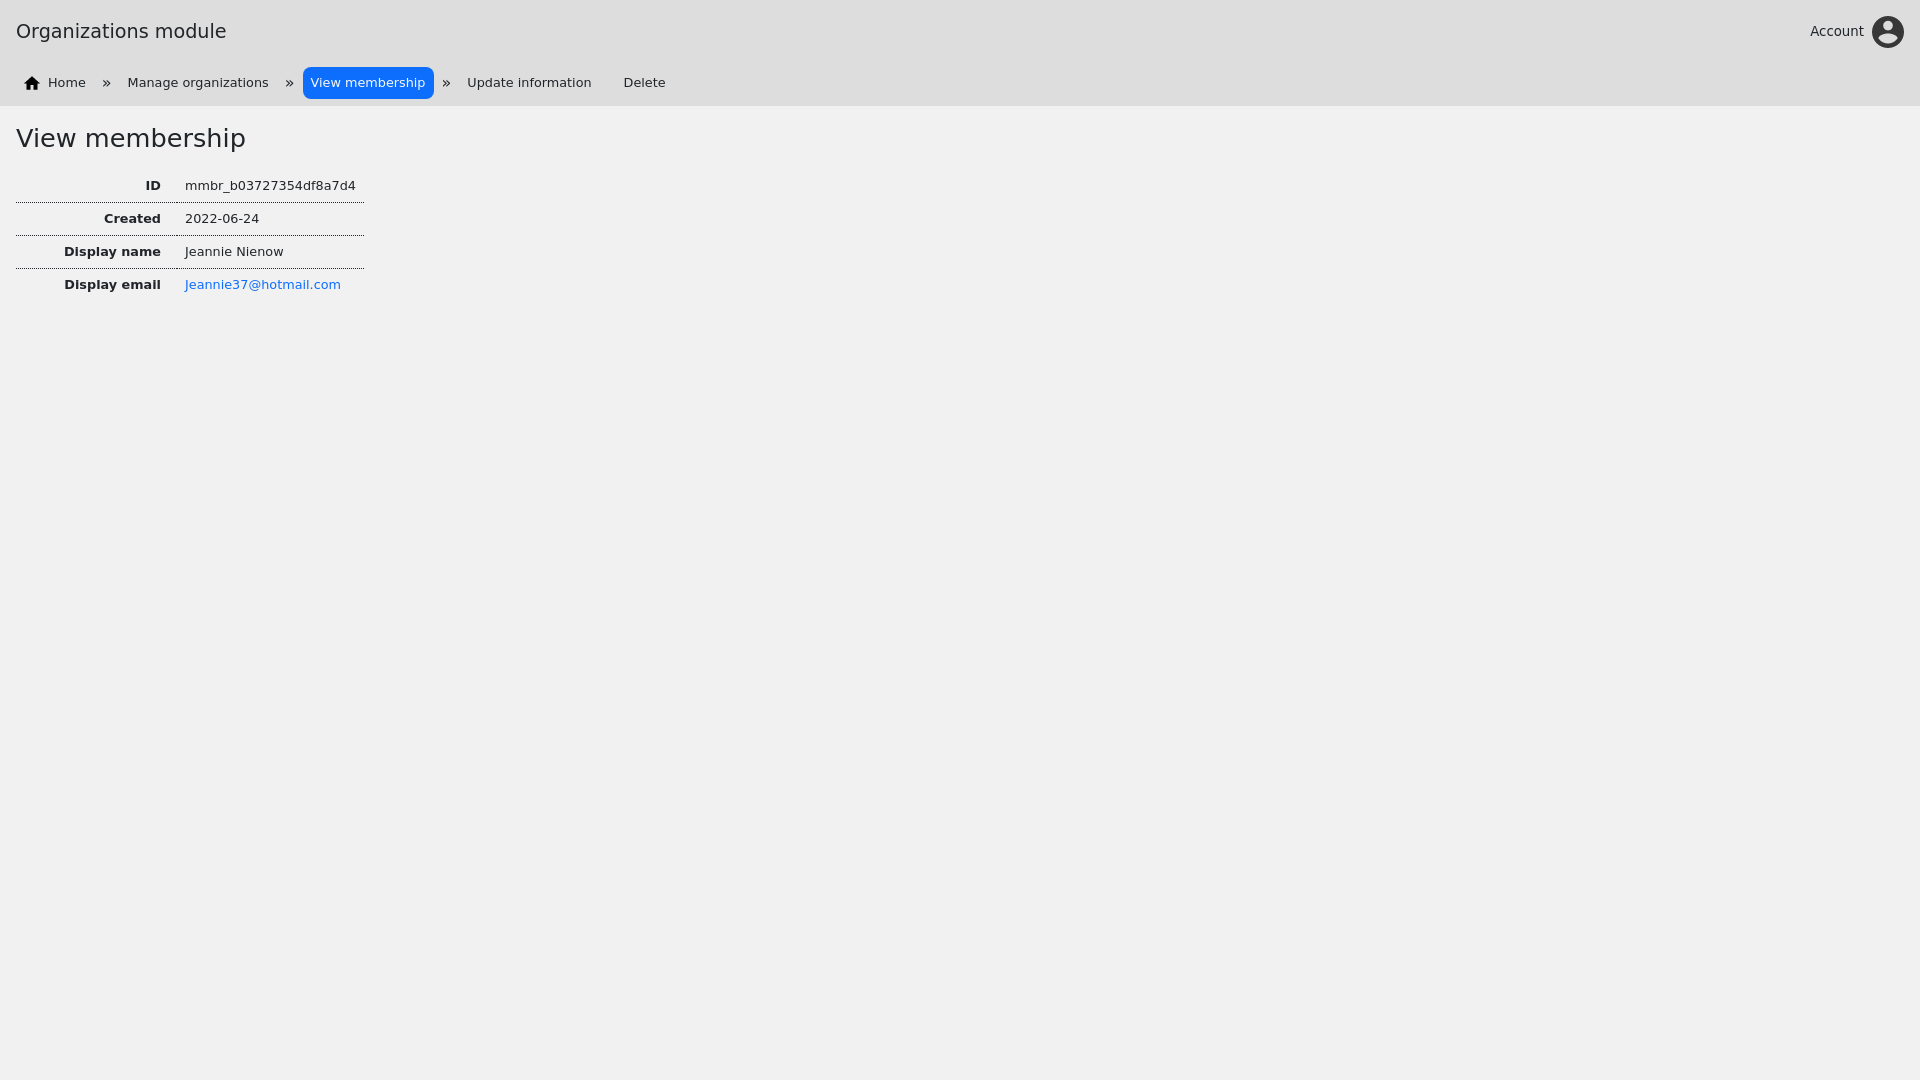 Organizations module
Account
Home » Manage organizations » View membership » Update information Delete
View membership
ID mmbr_b03727354df8a7d4
Created 2022-06-24
Display name Jeannie Nienow
Display email Jeannie37@hotmail.com